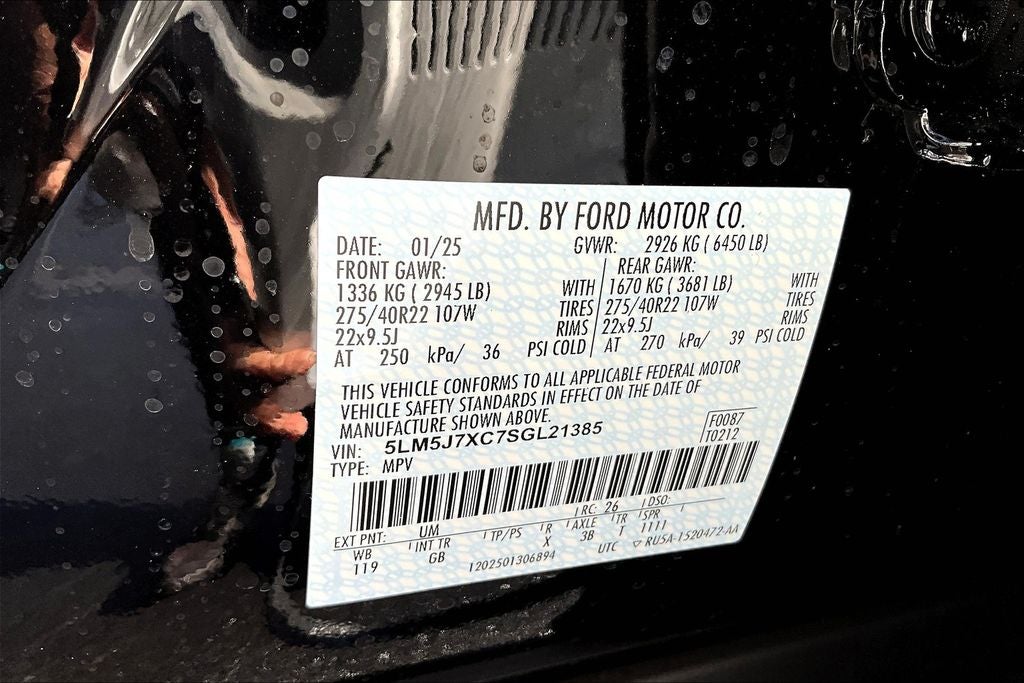 MFD. BY FORD MOTOR CO.
DATE: 01/25 GVWR: 2926 KG ( 6450 LB)
FRONT GAWR: REAR GAWR:
1336 KG ( 2945 LB) WITH 1670 KG ( 3681 LB) WITH
275/40R22 107W TIRES 275/40R22 107W TIRES
22x9.5J RIMS 22x9.5J RIMS
AT 250 kPa/ 36 PSI COLD AT 270 kPa/ 39 PSI COLD
THIS VEHICLE CONFORMS TO ALL APPLICABLE FEDERAL MOTOR
VEHICLE SAFETY STANDARDS IN EFFECT ON THE DATE OF
MANUFACTURE SHOWN ABOVE.
VIN: 5LM5J7XC7SGL21385 F0087
TYPE: MPV T0212
EXT PNT: UM RC: 26 DSO:
WB INT TR TP/PS R AXLE TR SPR
119 GB X 3B T 1111
1202501306894 UTC ▽ RU5A-1520472-AA